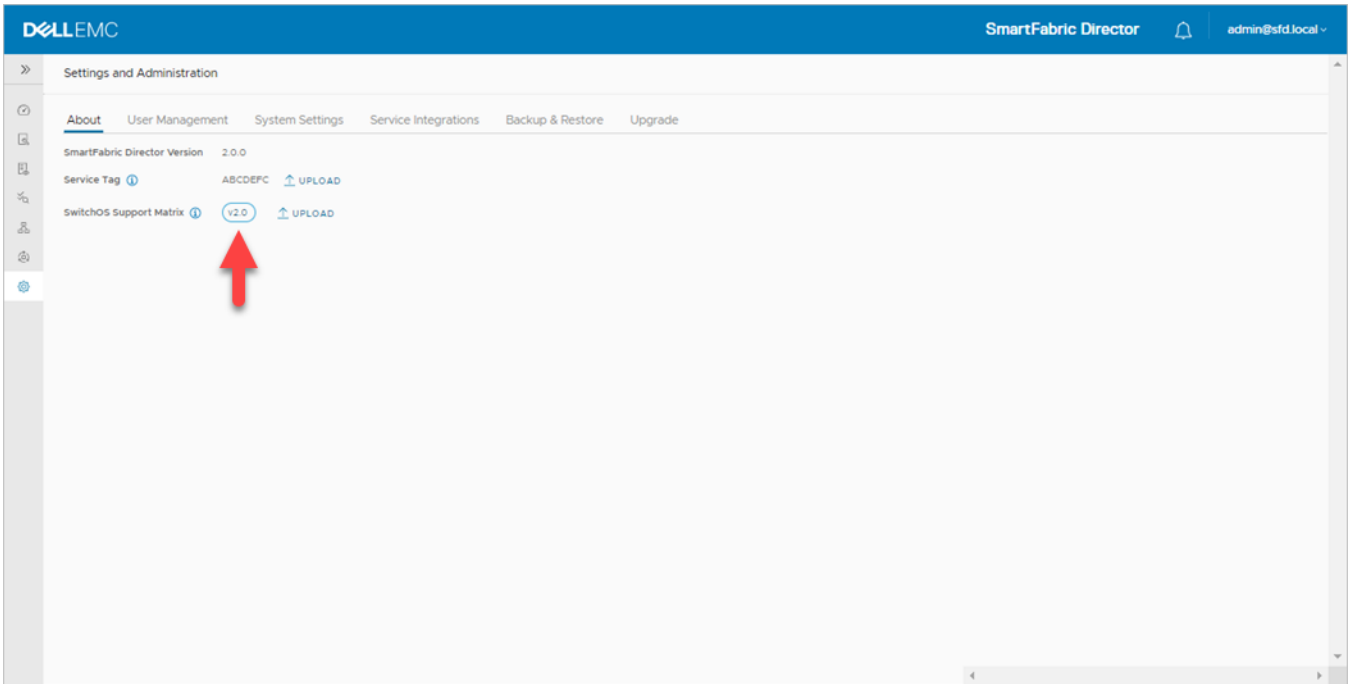 DELLEMC SmartFabric Director admin@sfd.local
Settings and Administration
About User Management System Settings Service Integrations Backup & Restore Upgrade
SmartFabric Director Version 2.0.0
Service Tag ABCDEFC UPLOAD
SwitchOS Support Matrix v2.0 UPLOAD